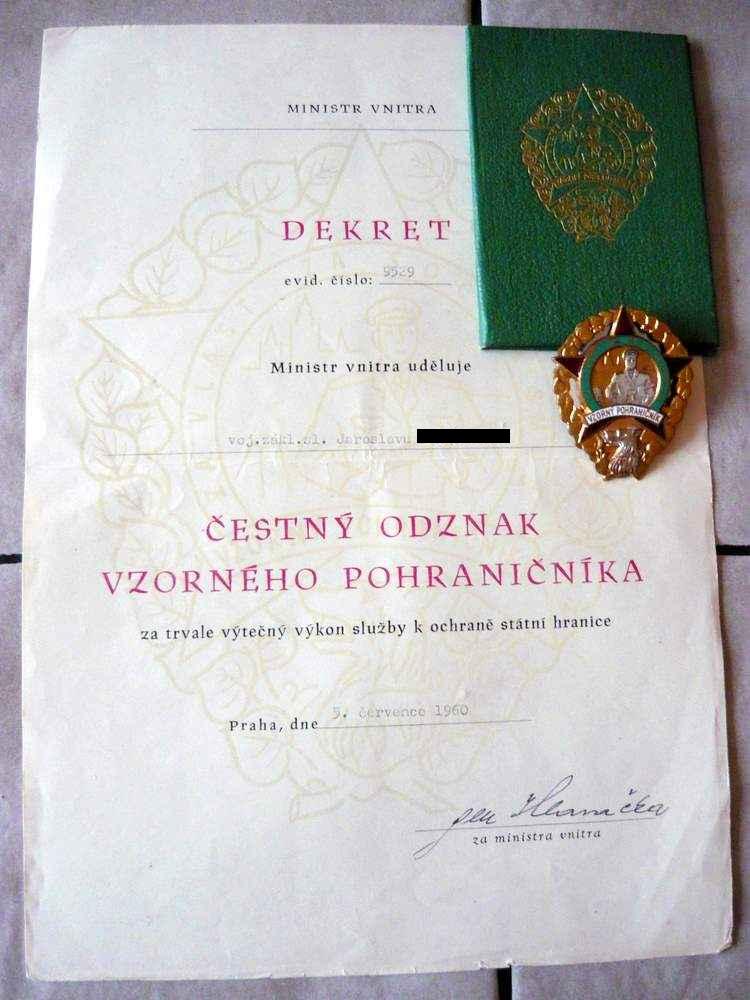 MINISTR VNITRA
DEKRET
evid. číslo: 9529
Ministr vnitra uděluje
voj.zákl.sl. Jaroslavu
ČESTNÝ ODZNAK
VZORNÉHO POHRANIČNÍKA
za trvale výtečný výkon služby k ochraně státní hranice
Praha, dne 5. července 1960
za ministra vnitra
VZORNÝ POHRANIČNÍK